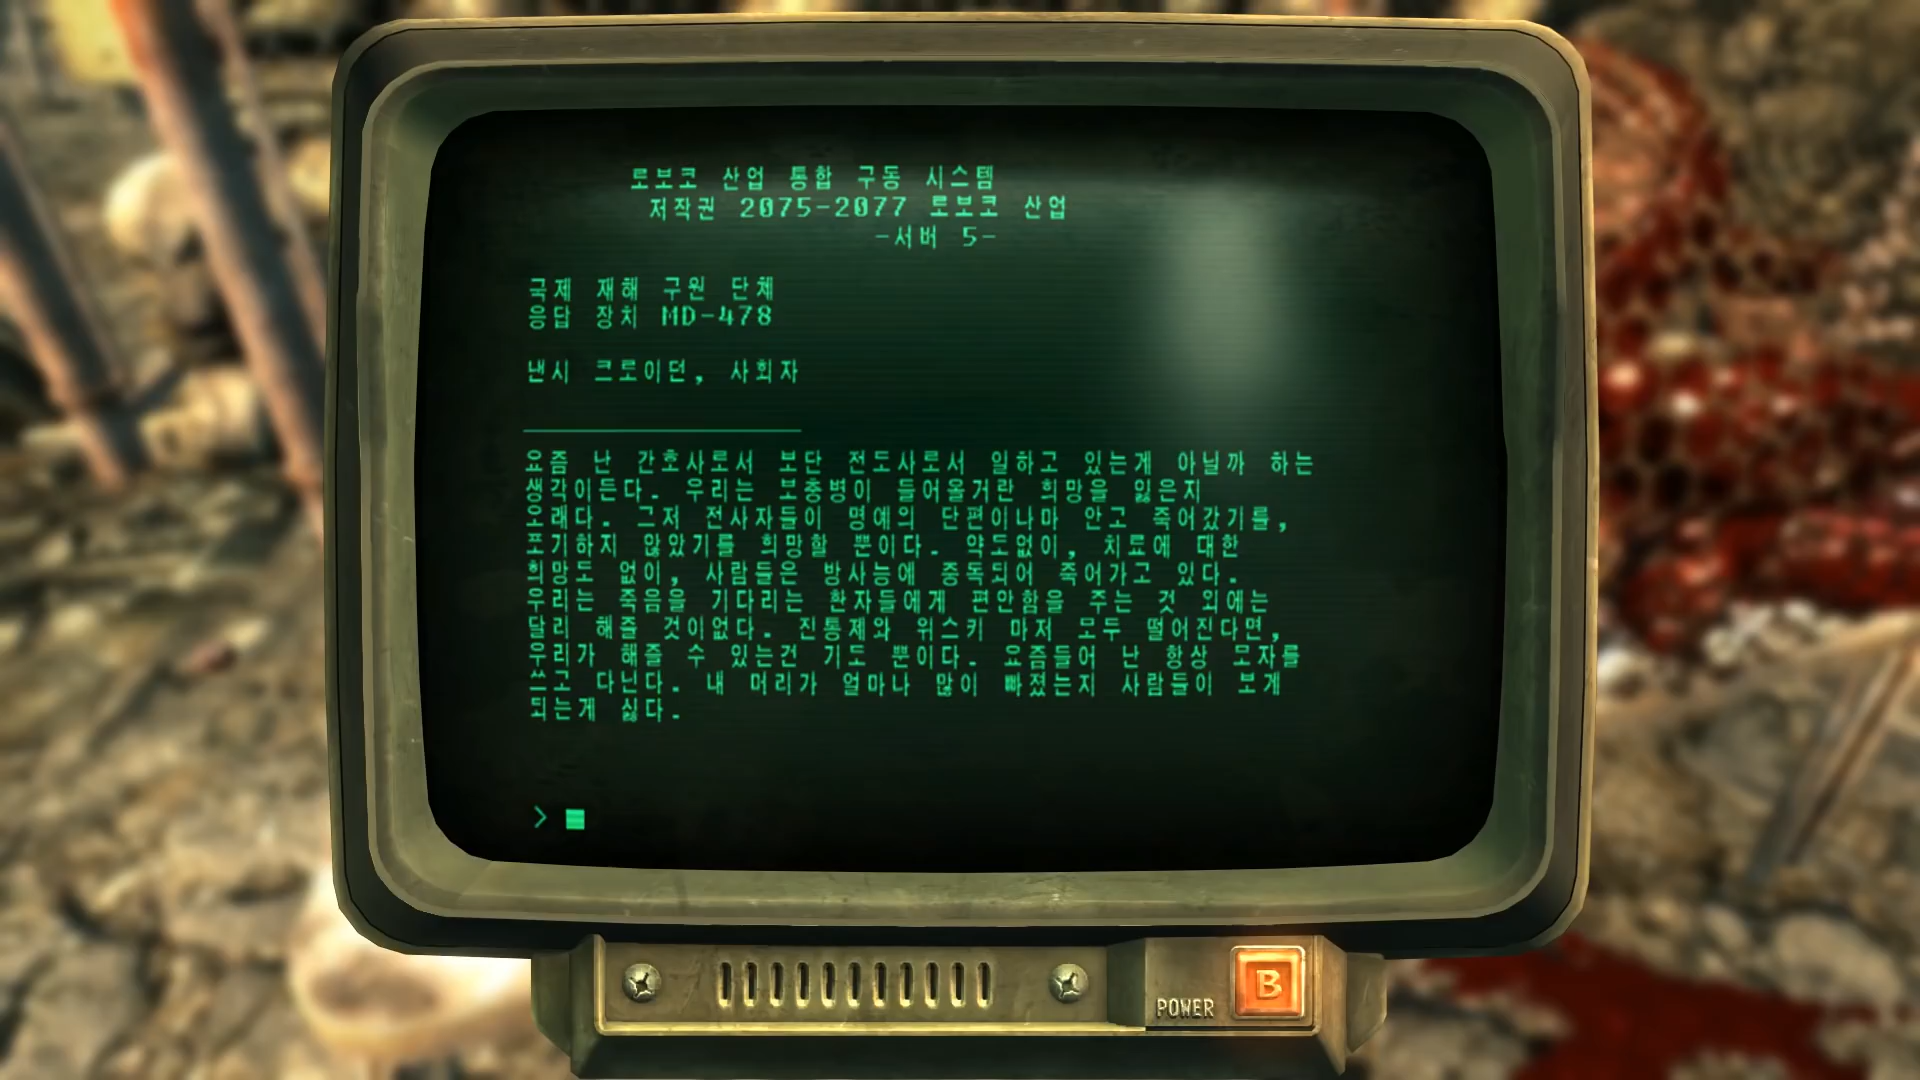 로보코 산업 통합 구동 시스템
저작권 2075-2077 로보코 산업
-서버 5-
국제 재해 구원 단체
응답 장치 MD-478
낸시 크로이던, 사회자
요즘 난 간호사로서 보단 전도사로서 일하고 있는게 아닐까 하는
생각이든다. 우리는 보충병이 들어올거란 희망을 잃은지
오래다. 그저 전사자들이 명예의 단편이나마 안고 죽어갔기를,
포기하지 않았기를 희망할 뿐이다. 약도없이, 치료에 대한
희망도 없이, 사람들은 방사능에 중독되어 죽어가고 있다.
우리는 죽음을 기다리는 환자들에게 편안함을 주는 것 외에는
달리 해줄 것이없다. 진통제와 위스키 마저 모두 떨어진다면,
우리가 해줄 수 있는건 기도 뿐이다. 요즘들어 난 항상 모자를
쓰고 다닌다. 내 머리가 얼마나 많이 빠졌는지 사람들이 보게
되는게 싫다.
>
POWER B